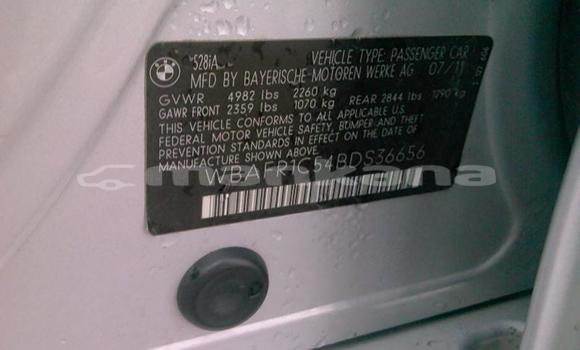 BMW
528iA
VEHICLE TYPE: PASSENGER CAR
MFD BY BAYERISCHE MOTOREN WERKE AG 07/11
GVWR 4982 lbs 2260 kg
GAWR FRONT 2359 lbs 1070 kg REAR 2844 lbs 1290 kg
THIS VEHICLE CONFORMS TO ALL APPLICABLE
FEDERAL MOTOR VEHICLE SAFETY, BUMPER-AND THEFT
PREVENTION STANDARDS IN EFFECT ON THE DATE OF
MANUFACTURE SHOWN ABOVE
WBAFR1C54BDS36656